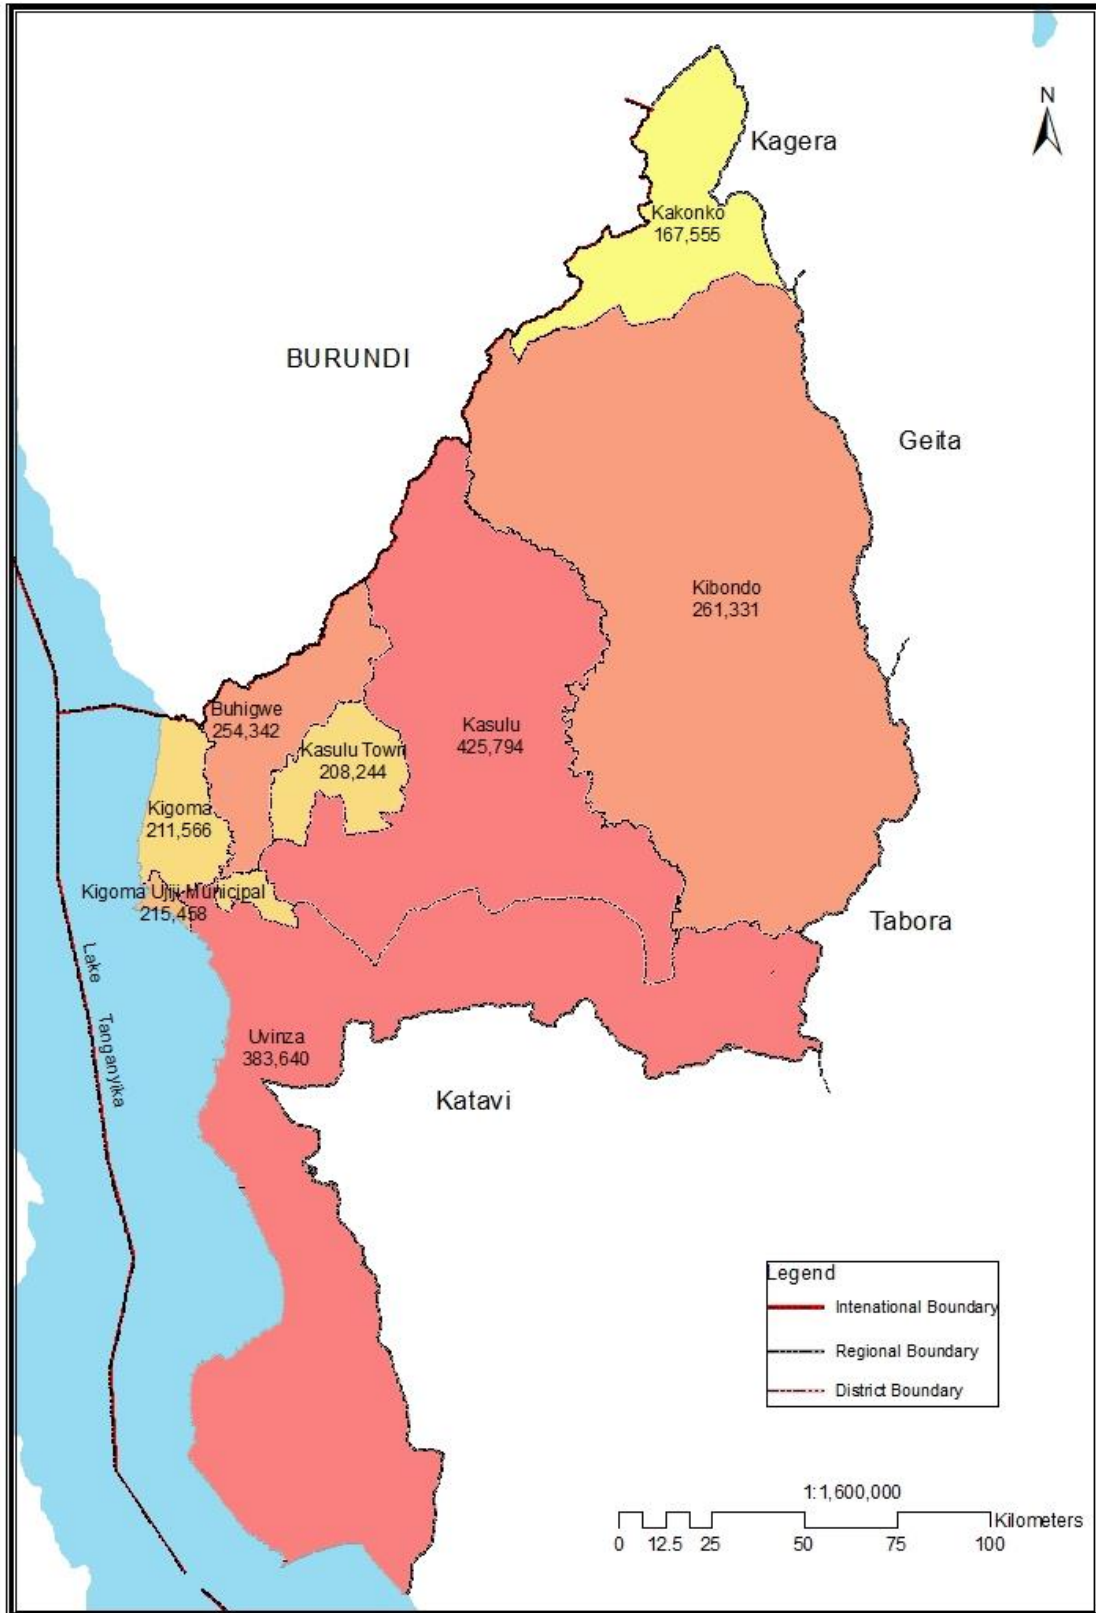 N
Kagera
Kakonko
167,555
BURUNDI
Geita
Kibondo
261,331
Buhigwe
254,342
Kasulu
425,794
Kasulu Town
208,244
Kigoma
211,566
Kigoma Ujiji Municipal
215,458
Tabora
Lake
Tanganyika
Uvinza
383,640
Katavi
Legend
Intenational Boundary
Regional Boundary
District Boundary
1:1,600,000
Kilometers
0 12.5 25 50 75 100